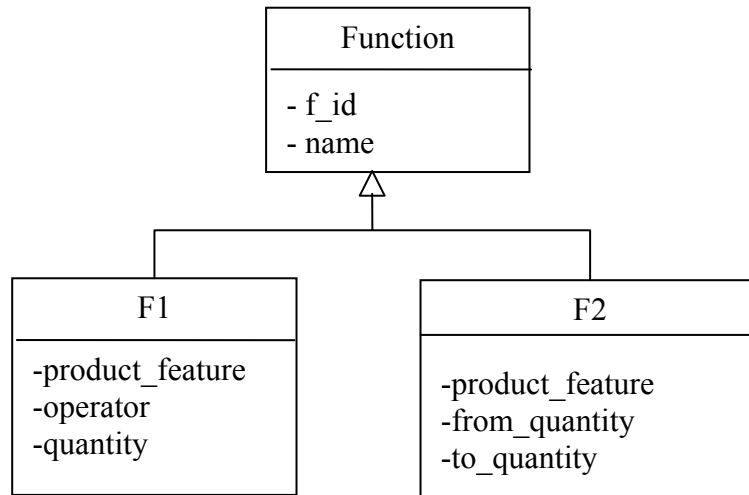 Function
- f_id
- name
F1
-product_feature
-operator
-quantity
F2
-product_feature
-from_quantity
-to_quantity